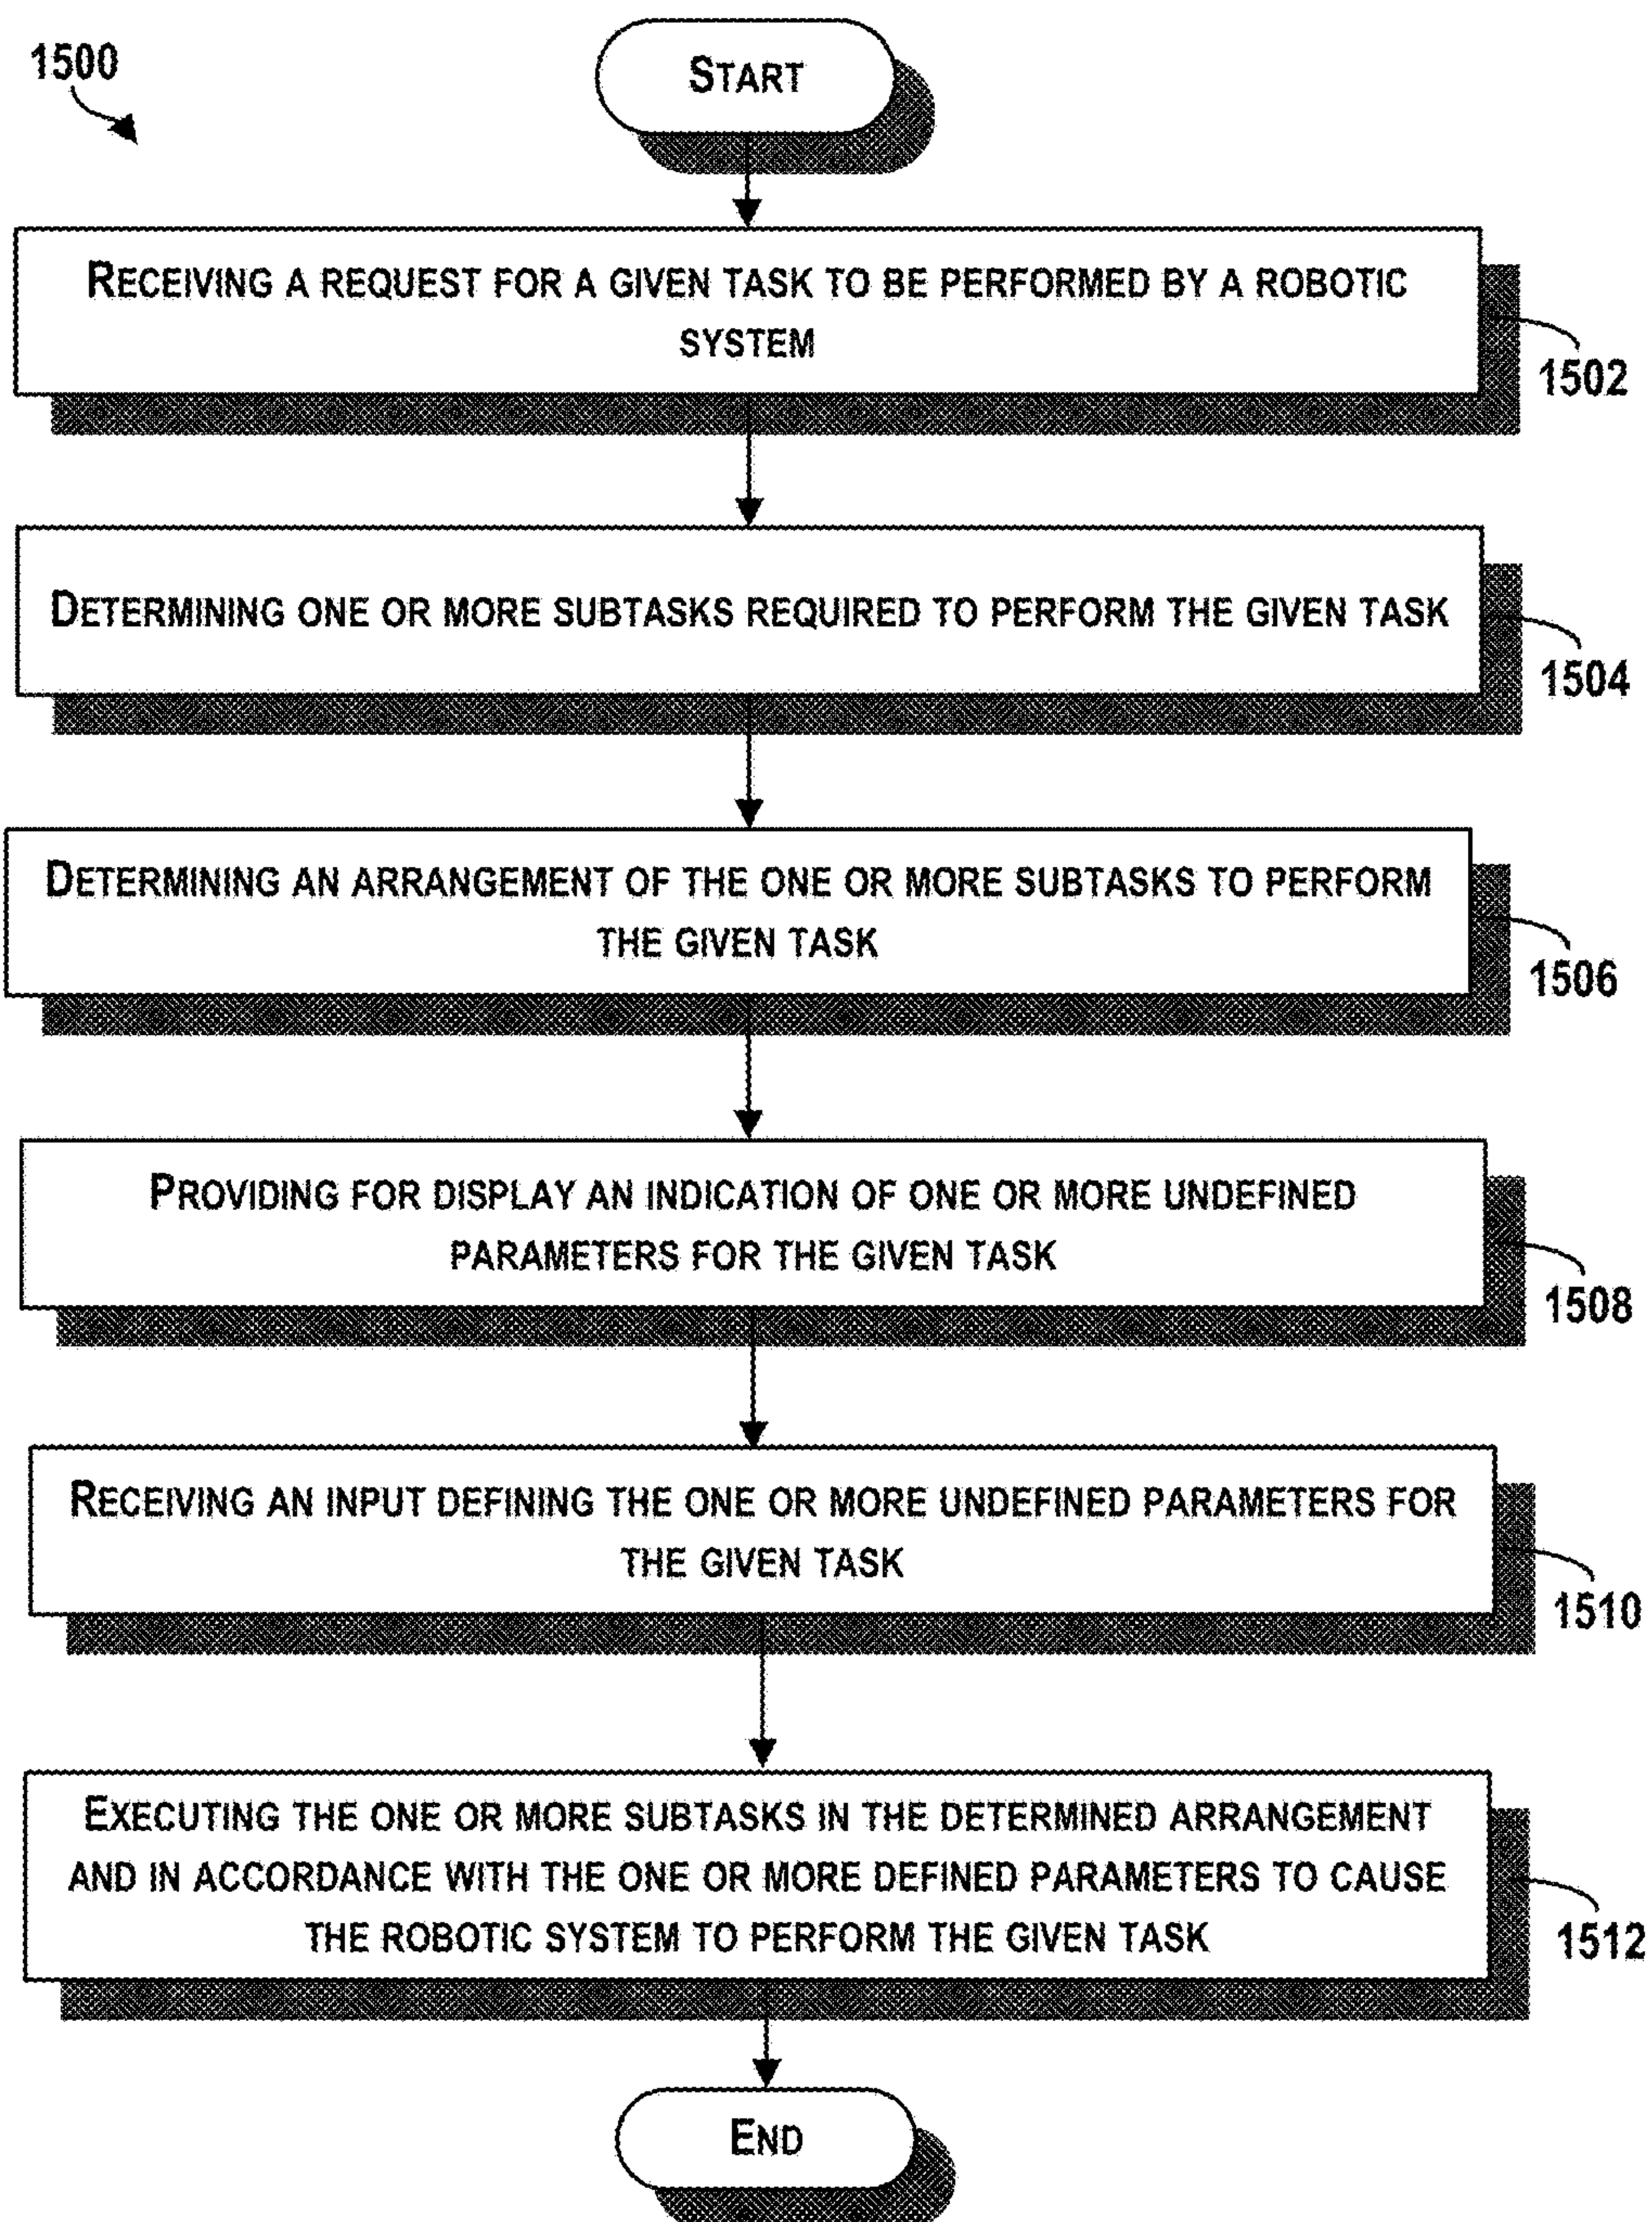 1500
START
RECEIVING A REQUEST FOR A GIVEN TASK TO BE PERFORMED BY A ROBOTIC
SYSTEM
1502
DETERMINING ONE OR MORE SUBTASKS REQUIRED TO PERFORM THE GIVEN TASK
1504
DETERMINING AN ARRANGEMENT OF THE ONE OR MORE SUBTASKS TO PERFORM
THE GIVEN TASK
1506
PROVIDING FOR DISPLAY AN INDICATION OF ONE OR MORE UNDEFINED
PARAMETERS FOR THE GIVEN TASK
1508
RECEIVING AN INPUT DEFINING THE ONE OR MORE UNDEFINED PARAMETERS FOR
THE GIVEN TASK
1510
EXECUTING THE ONE OR MORE SUBTASKS IN THE DETERMINED ARRANGEMENT
AND IN ACCORDANCE WITH THE ONE OR MORE DEFINED PARAMETERS TO CAUSE
THE ROBOTIC SYSTEM TO PERFORM THE GIVEN TASK
1512
END